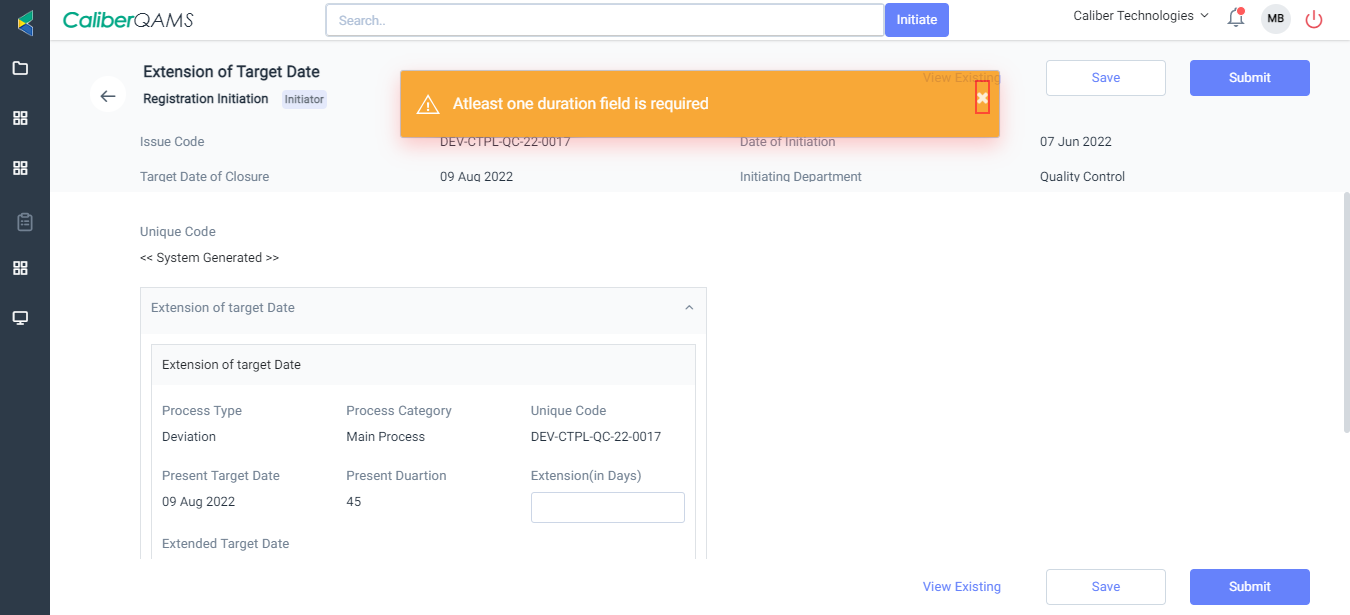 CaliberQAMS
Search..
Initiate
Caliber Technologies
MB
Extension of Target Date
Registration Initiation Initiator
Atleast one duration field is required
View Existing
Save
Submit
Issue Code
DEV-CTPL-QC-22-0017
Date of Initiation
07 Jun 2022
Target Date of Closure
09 Aug 2022
Initiating Department
Quality Control
Unique Code
<< System Generated >>
Extension of target Date
Extension of target Date
Process Type
Process Category
Unique Code
Deviation
Main Process
DEV-CTPL-QC-22-0017
Present Target Date
Present Duartion
Extension(in Days)
09 Aug 2022
45
Extended Target Date
View Existing
Save
Submit